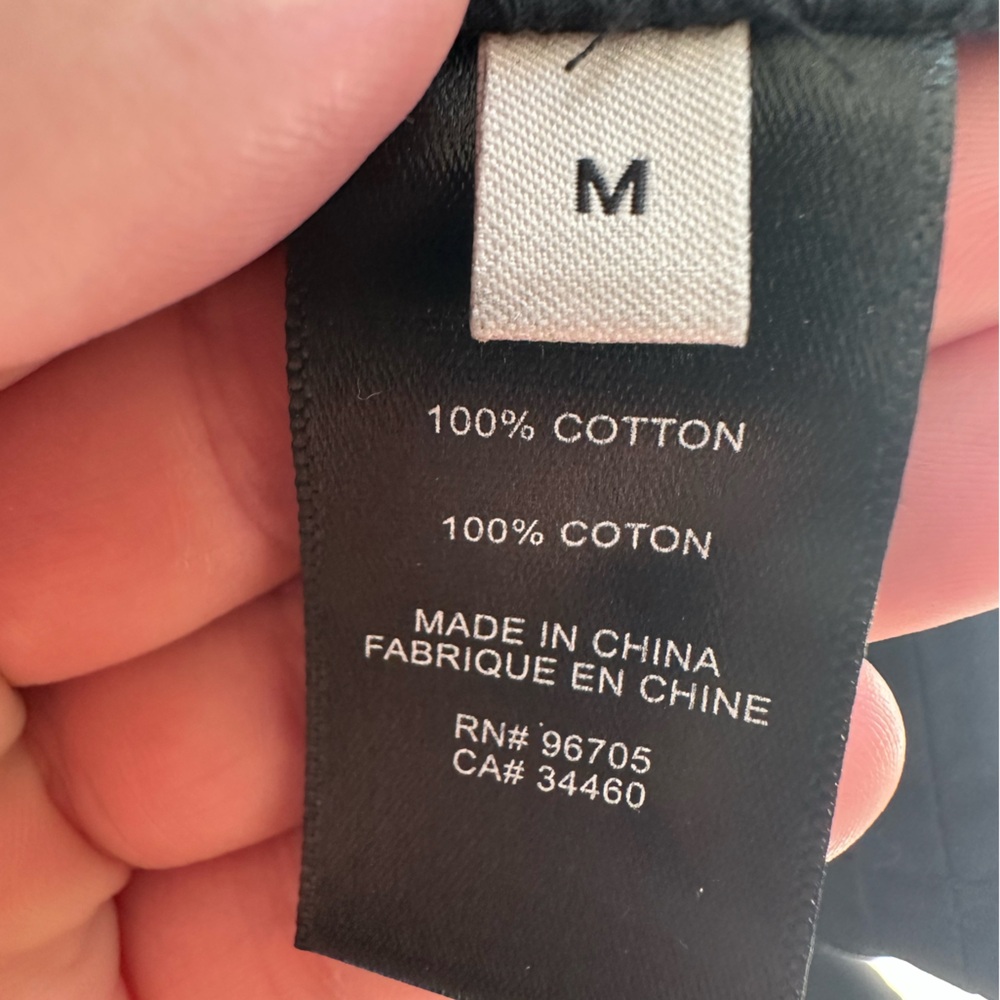 M
100% COTTON
100% COTON
MADE IN CHINA
FABRIQUE EN CHINE
RN# 96705
CA# 34460